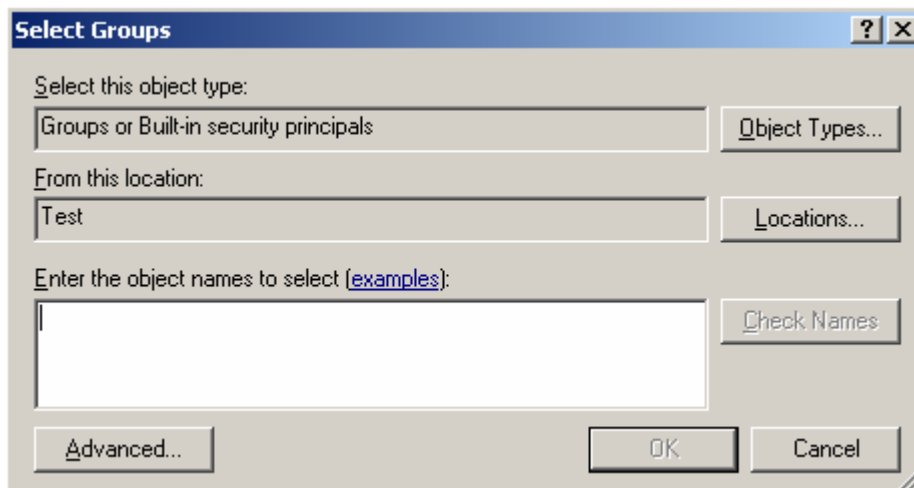 Select Groups
Select this object type:
Groups or Built-in security principals
Object Types...
From this location:
Test
Locations...
Enter the object names to select (examples):
Check Names
Advanced...
OK
Cancel